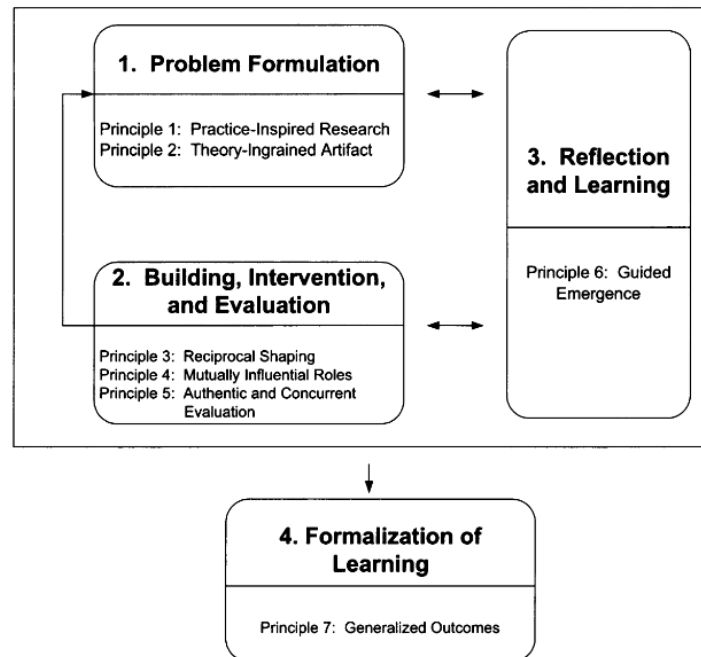 1. Problem Formulation
Principle 1: Practice-Inspired Research
Principle 2: Theory-Ingrained Artifact
2. Building, Intervention,
and Evaluation
Principle 3: Reciprocal Shaping
Principle 4: Mutually Influential Roles
Principle 5: Authentic and Concurrent
Evaluation
3. Reflection
and Learning
Principle 6: Guided
Emergence
4. Formalization of
Learning
Principle 7: Generalized Outcomes